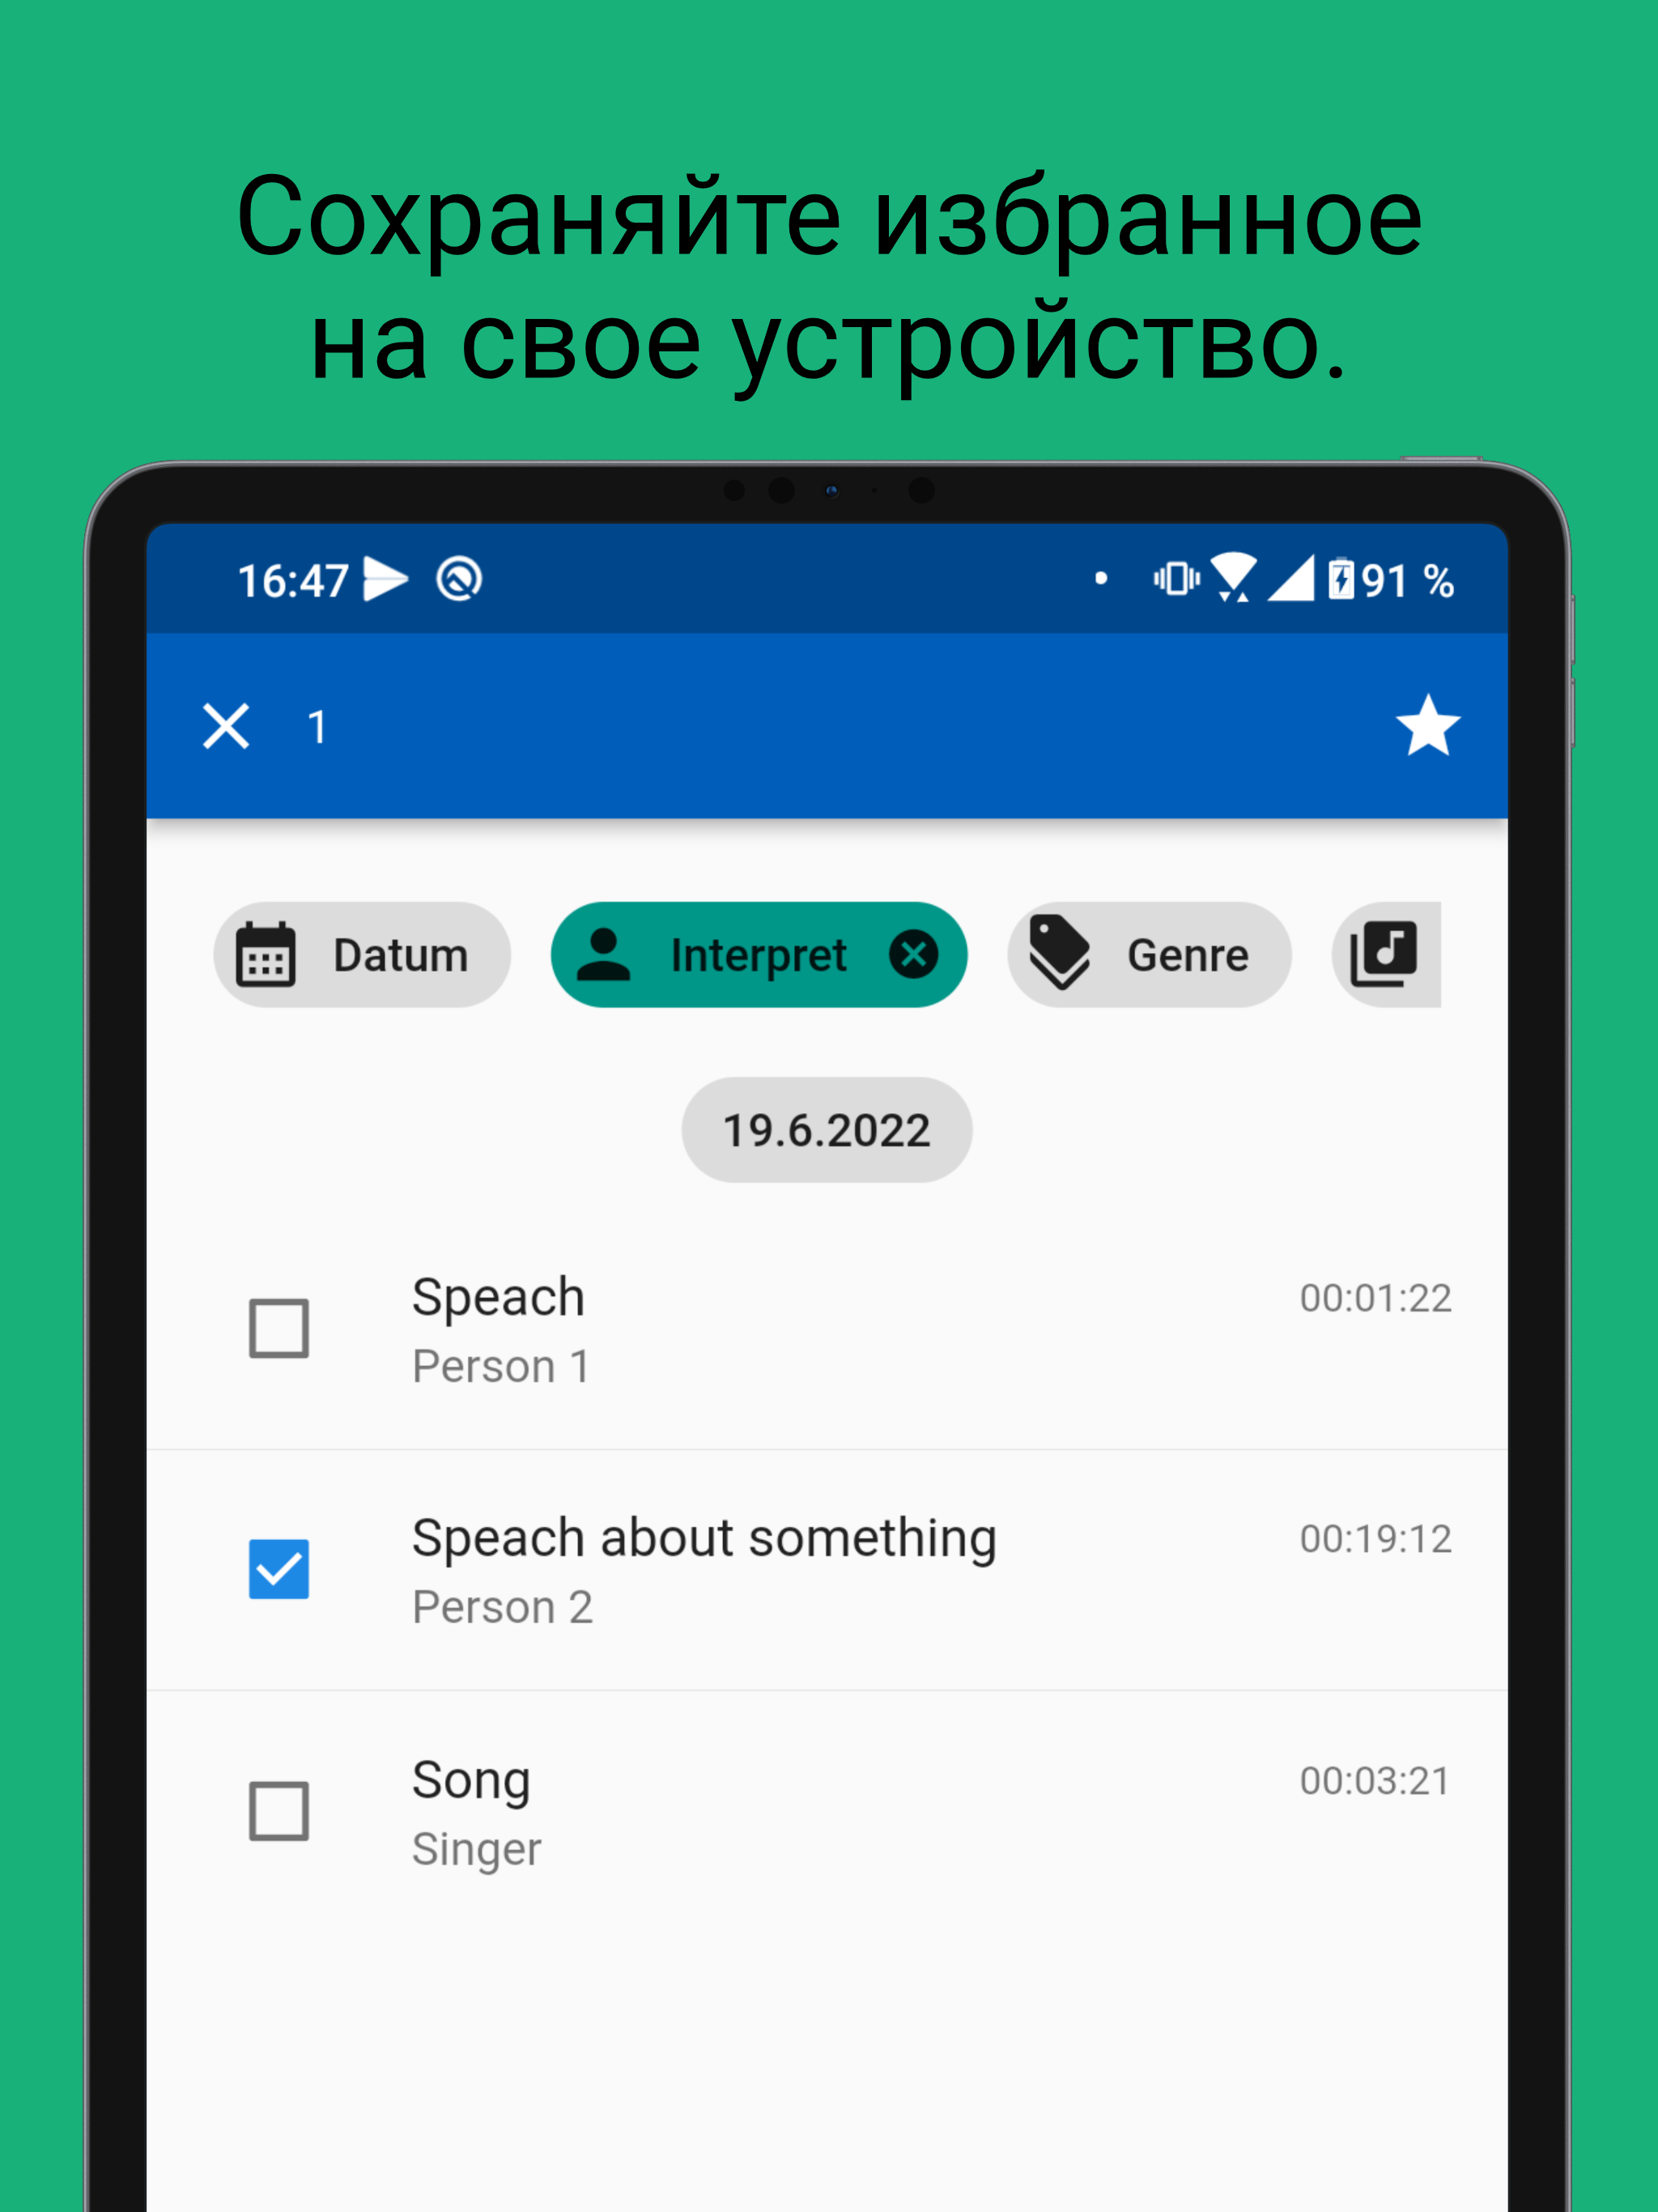 Сохраняйте избранное
на свое устройство.
16:47 91 %
1
Datum Interpret Genre
19.6.2022
Speach 00:01:22
Person 1
Speach about something 00:19:12
Person 2
Song 00:03:21
Singer